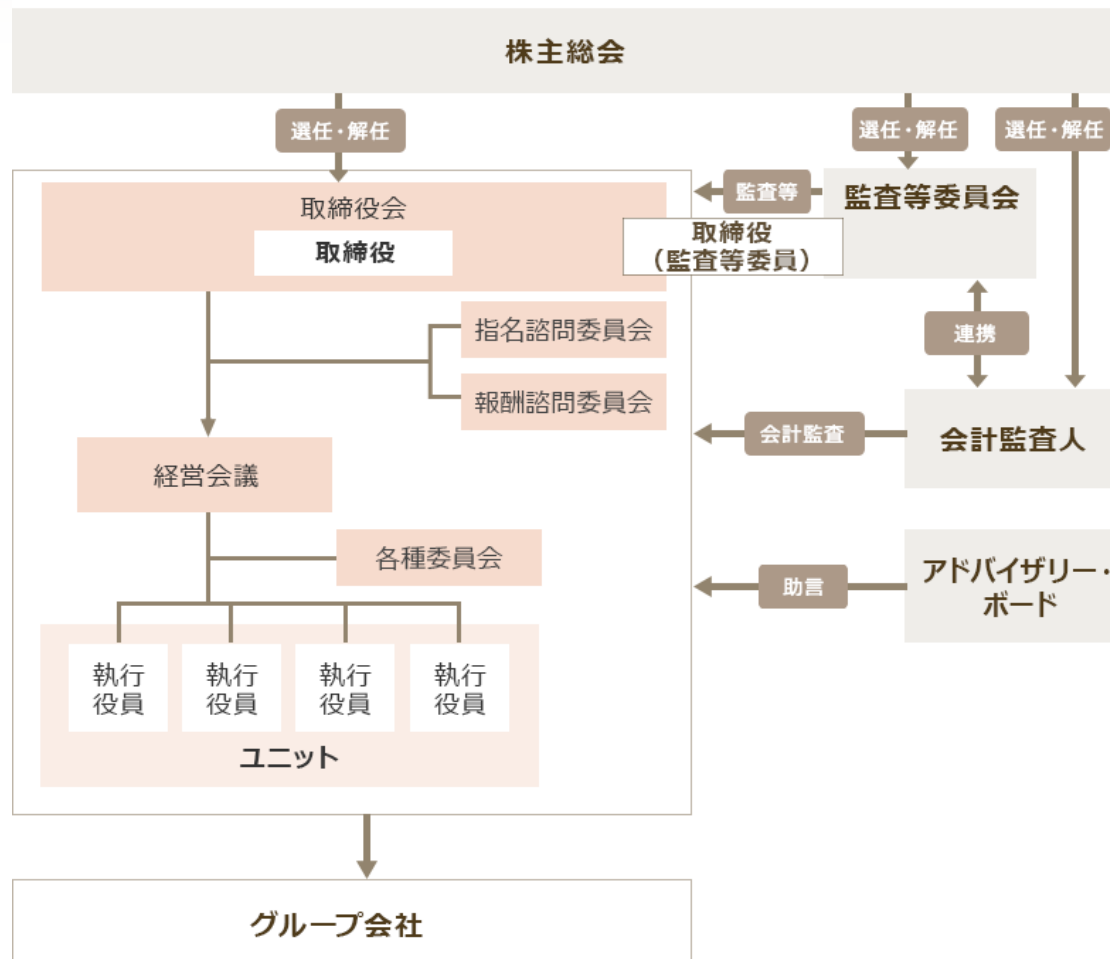 株主総会
選任・解任
選任・解任
選任・解任
取締役会
取締役
監査等
監査等委員会
取締役
（監査等委員）
指名諮問委員会
連携
報酬諮問委員会
会計監査
会計監査人
経営会議
各種委員会
助言
アドバイザリー・
ボード
執行
役員
執行
役員
執行
役員
執行
役員
ユニット
グループ会社